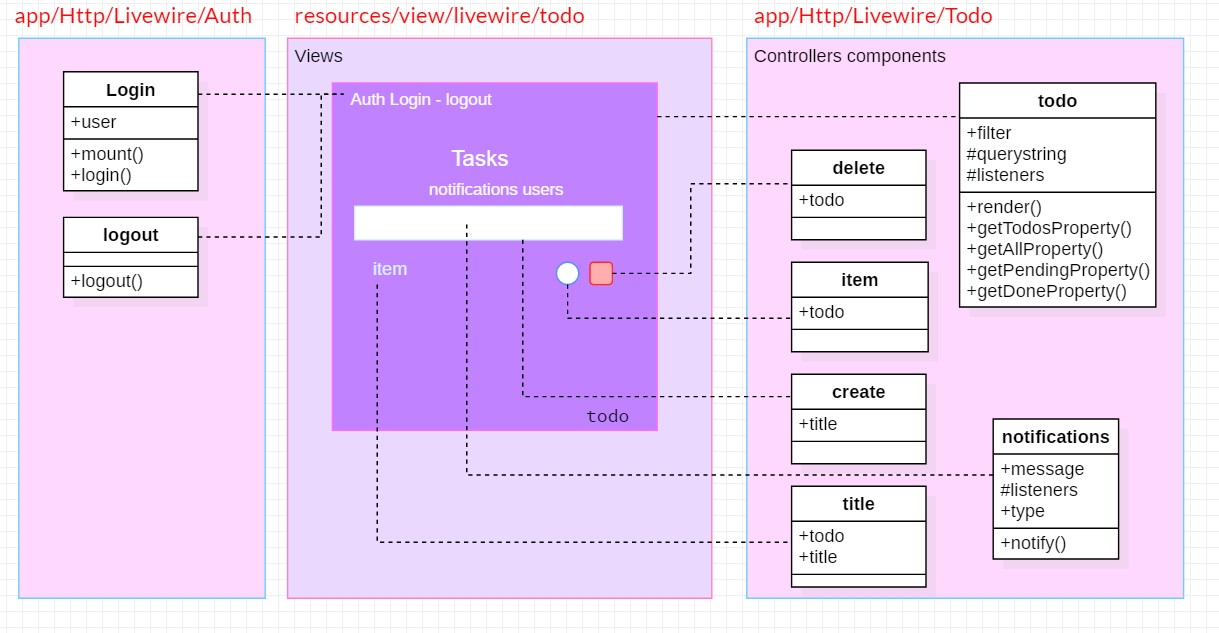 app/Http/Livewire/Auth
Login
+user
+mount()
+login()
logout
+logout()
resources/view/livewire/todo
Views
Auth Login - logout
Tasks
notifications users
item
todo
app/Http/Livewire/Todo
Controllers components
todo
+filter
#querystring
#listeners
+render()
+getTodosProperty()
+getAllProperty()
+getPendingProperty()
+getDoneProperty()
delete
+todo
item
+todo
create
+title
notifications
+message
#listeners
+type
+notify()
title
+todo
+title